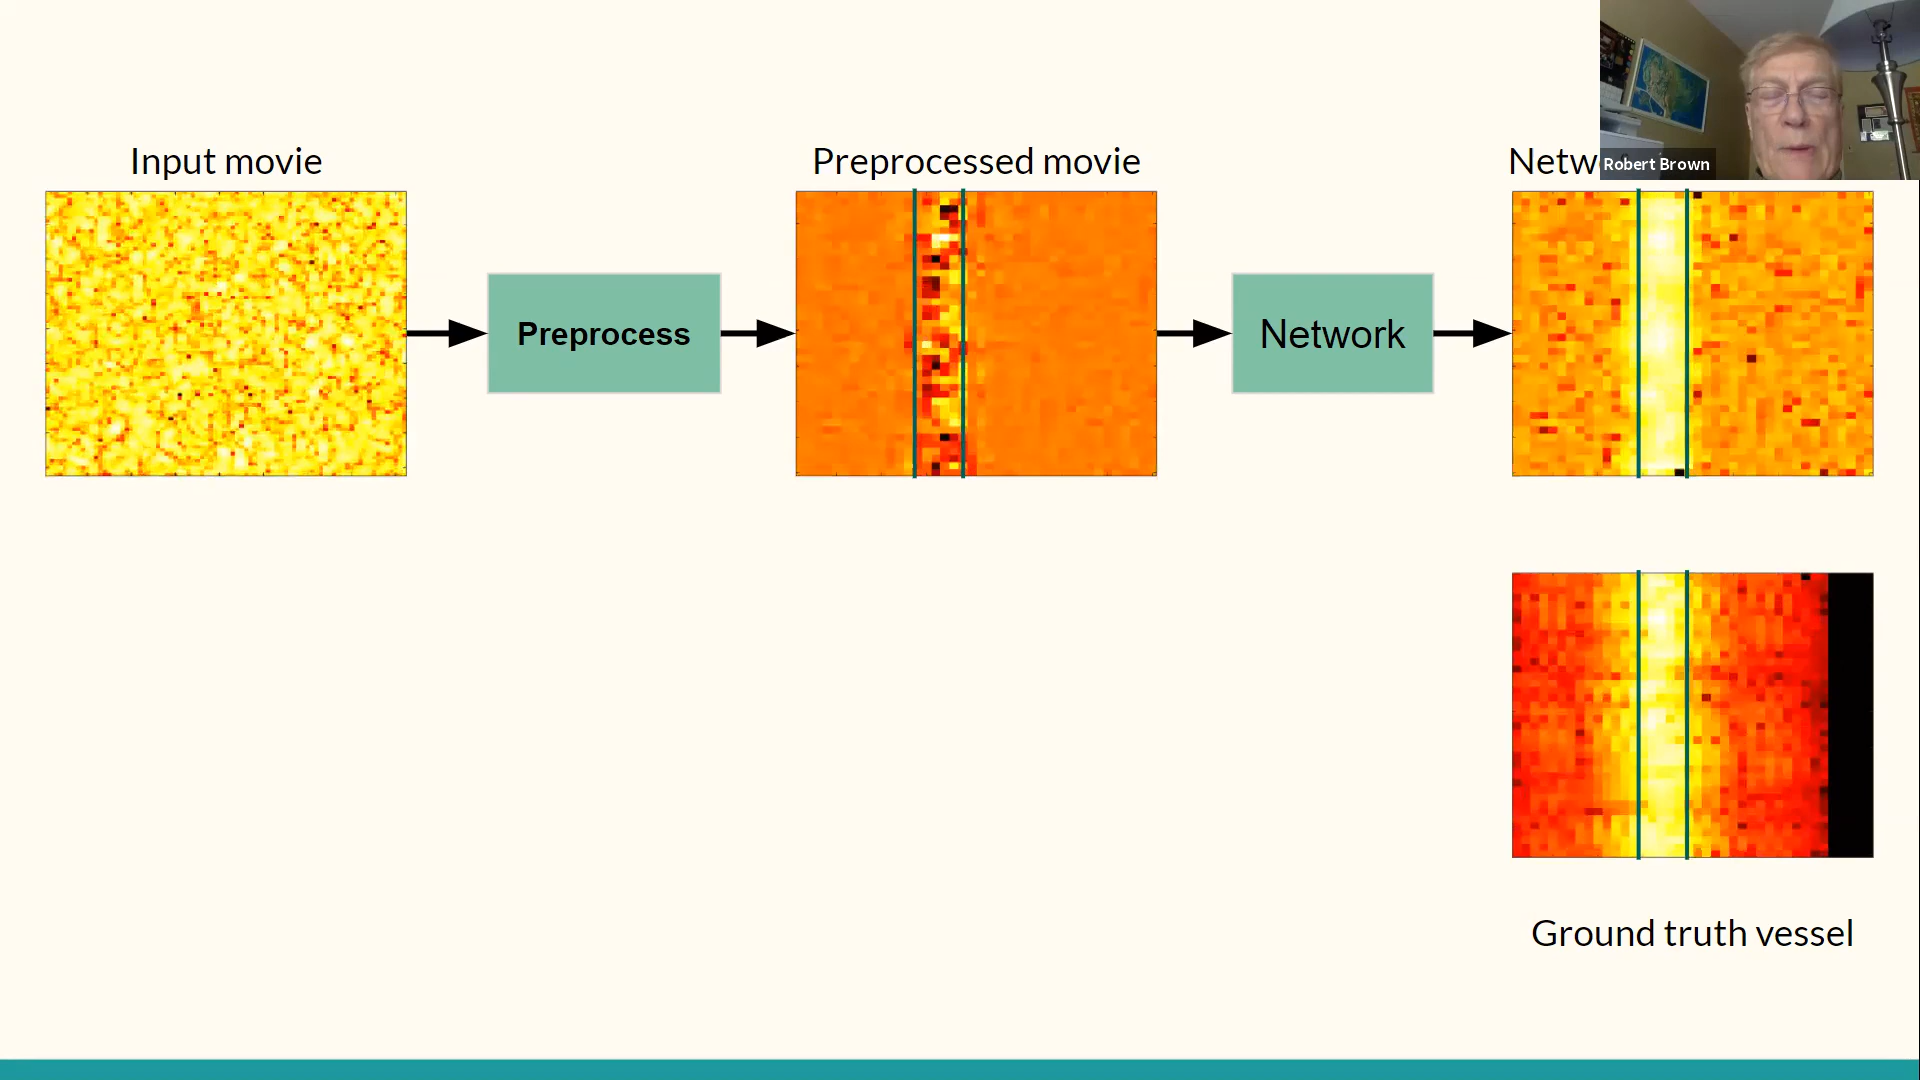 Input movie
Preprocessed movie
Netw
Robert Brown
Preprocess
Network
Ground truth vessel